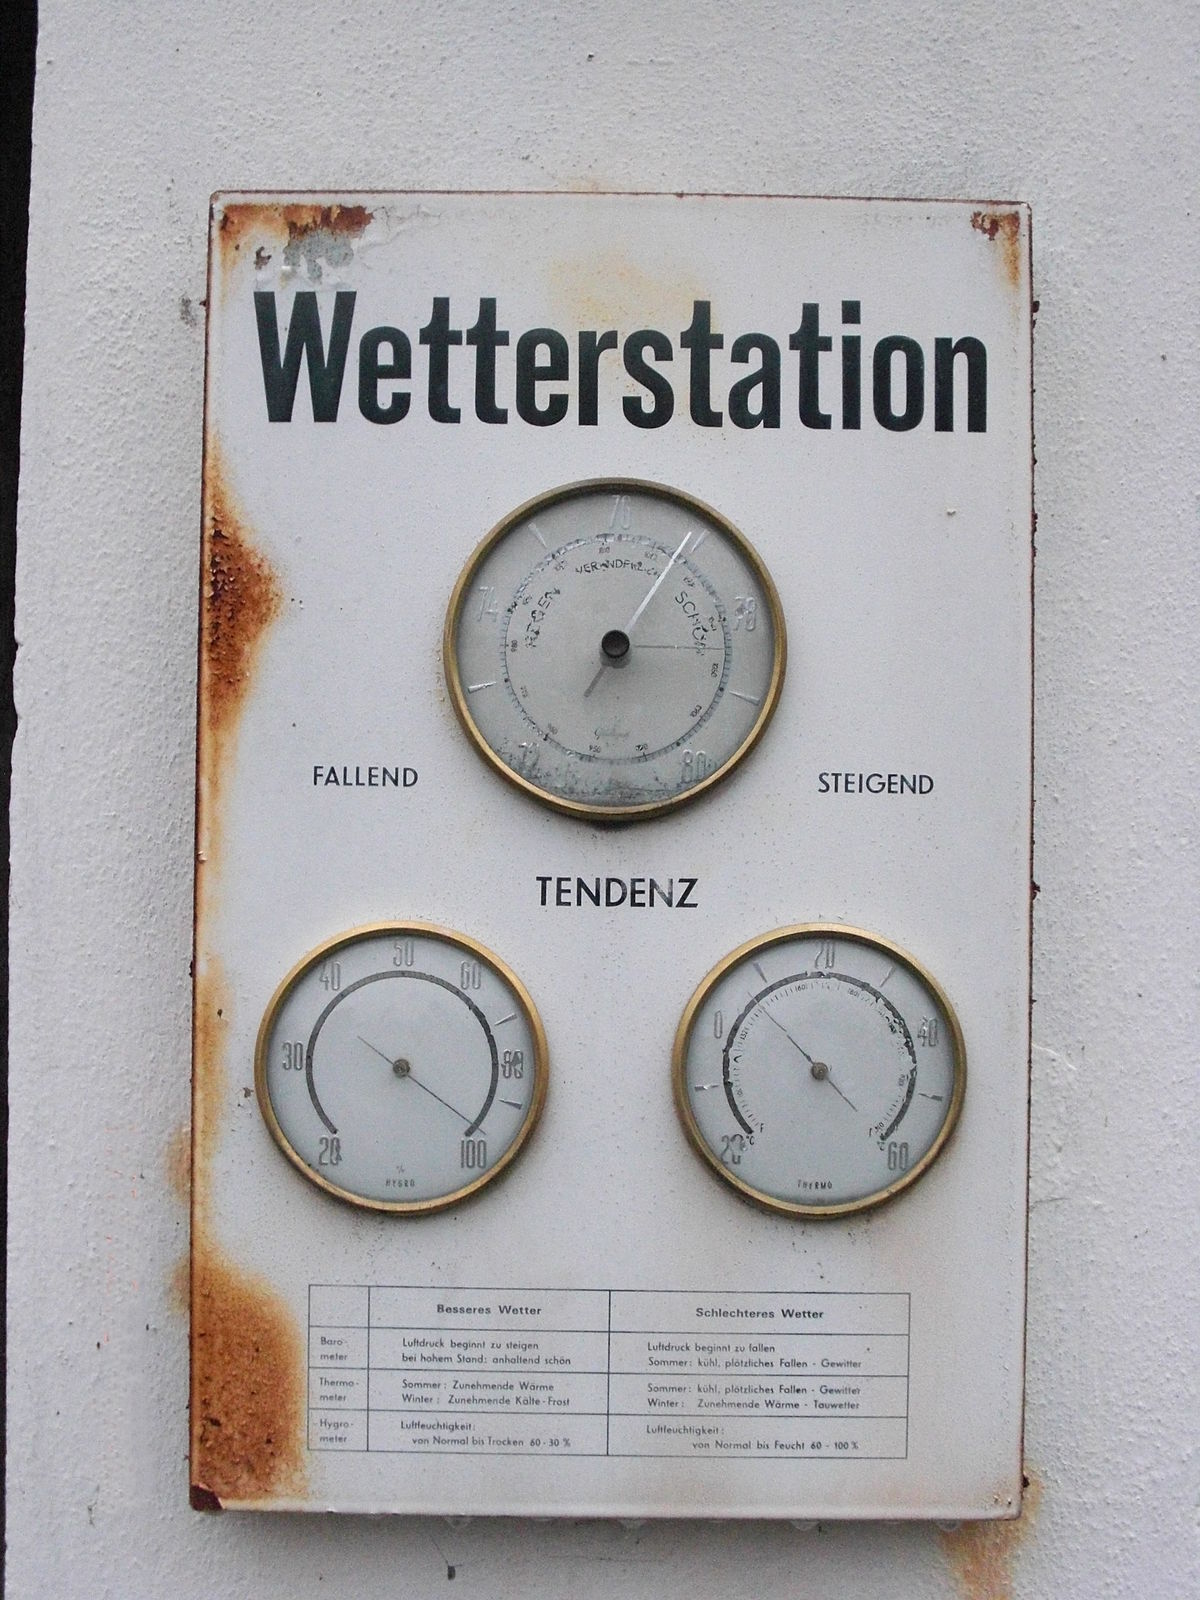 Wetterstation
70
VERÄNDERLICH
REGEN
SCHÖN
74
78
980
80
FALLEND
STEIGEND
TENDENZ
50
40
60
30
80
20
100
%
HYGRO
20
0
40
20
60
°C
F
THERMO
Besseres Wetter
Schlechteres Wetter
Baro-
meter
Luftdruck beginnt zu steigen
bei hohem Stand: anhaltend schön
Luftdruck beginnt zu fallen
Sommer: kühl, plötzliches Fallen - Gewitter
Thermo-
meter
Sommer: Zunehmende Wärme
Winter: Zunehmende Kälte - Frost
Sommer: kühl, plötzliches Fallen - Gewitter
Winter: Zunehmende Wärme - Tauwetter
Hygro-
meter
Luftfeuchtigkeit:
von Normal bis Trocken 60 - 30 %
Luftfeuchtigkeit:
von Normal bis Feucht 60 - 100 %